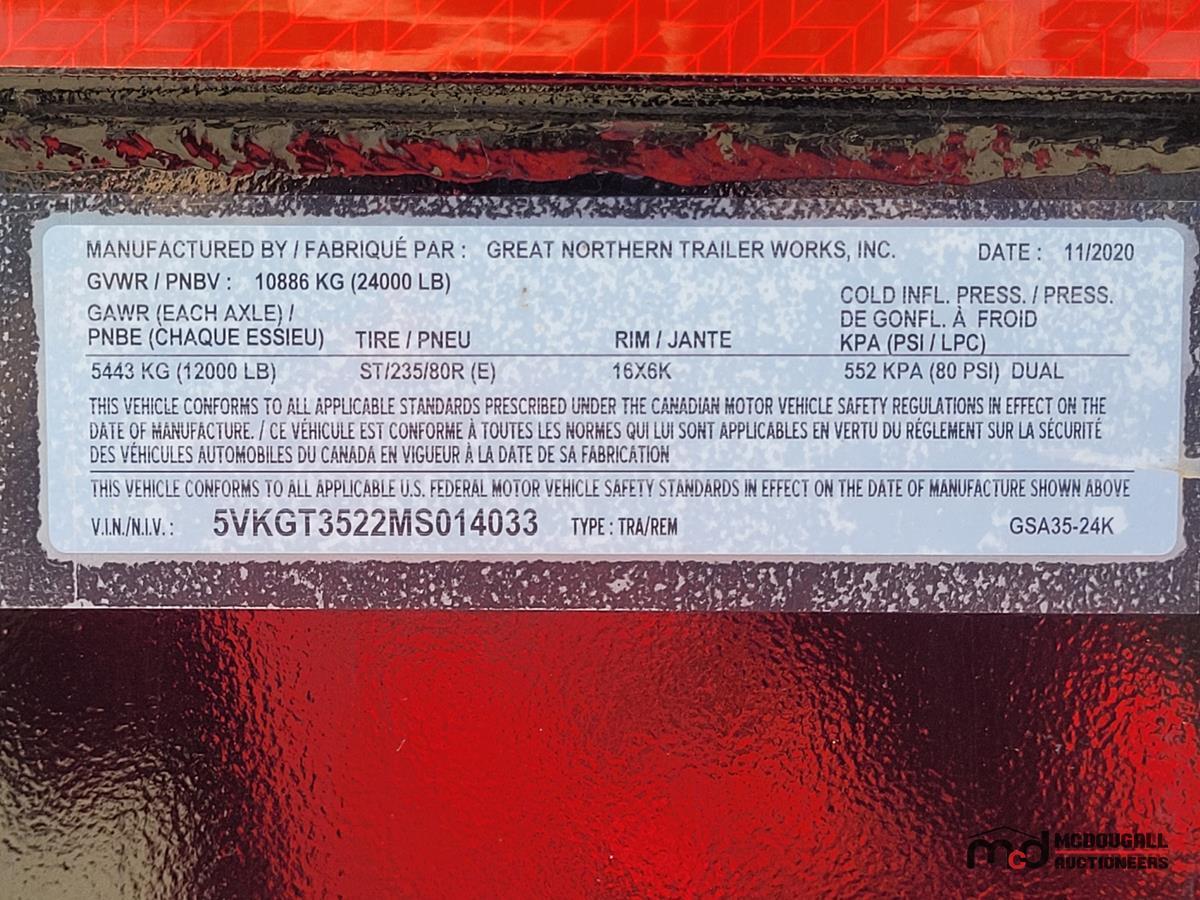 MANUFACTURED BY / FABRIQUÉ PAR : GREAT NORTHERN TRAILER WORKS, INC. DATE : 11/2020
GVWR / PNBV : 10886 KG (24000 LB)
GAWR (EACH AXLE) / PNBE (CHAQUE ESSIEU) TIRE / PNEU RIM / JANTE COLD INFL. PRESS. / PRESS. DE GONFL. À FROID KPA (PSI / LPC)
5443 KG (12000 LB) ST/235/80R (E) 16X6K 552 KPA (80 PSI) DUAL
THIS VEHICLE CONFORMS TO ALL APPLICABLE STANDARDS PRESCRIBED UNDER THE CANADIAN MOTOR VEHICLE SAFETY REGULATIONS IN EFFECT ON THE
DATE OF MANUFACTURE. / CE VÉHICULE EST CONFORME À TOUTES LES NORMES QUI LUI SONT APPLICABLES EN VERTU DU RÉGLEMENT SUR LA SÉCURITÉ
DES VÉHICULES AUTOMOBILES DU CANADA EN VIGUEUR À LA DATE DE SA FABRICATION
THIS VEHICLE CONFORMS TO ALL APPLICABLE U.S. FEDERAL MOTOR VEHICLE SAFETY STANDARDS IN EFFECT ON THE DATE OF MANUFACTURE SHOWN ABOVE
V.I.N./N.I.V. : 5VKGT3522MS014033 TYPE : TRA/REM GSA35-24K
mcd MCDOUGALL
AUCTIONEERS